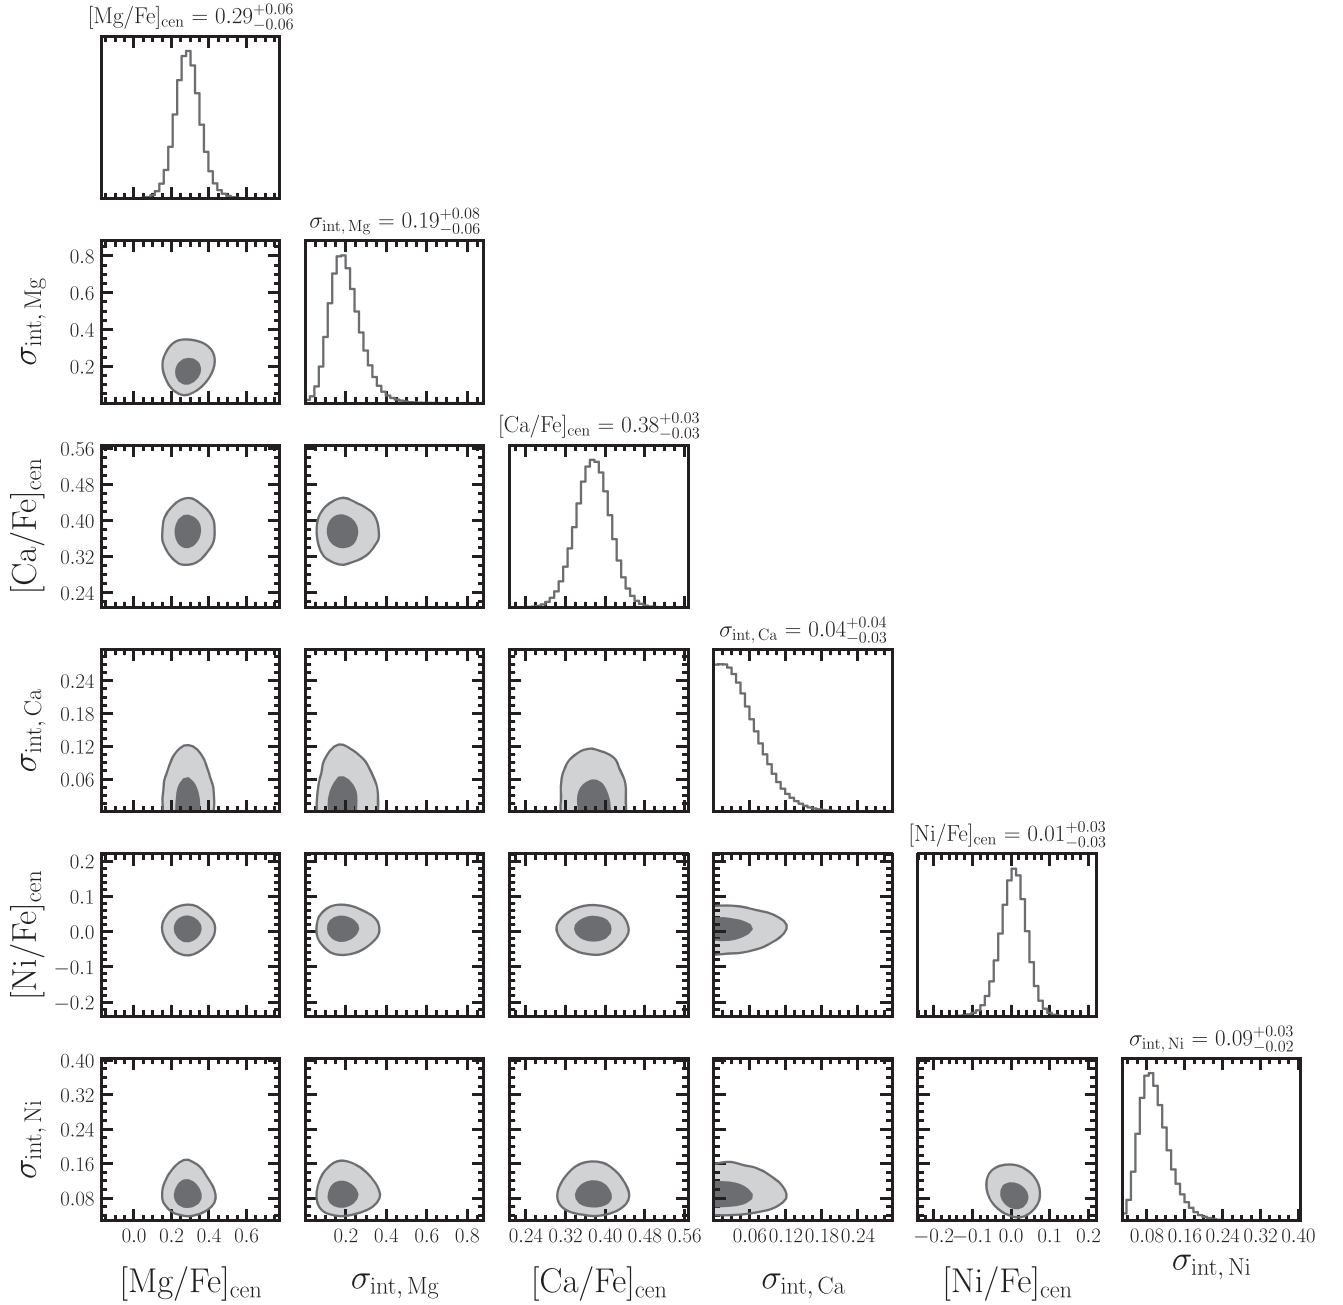 [Mg/Fe]cen = 0.29+0.06−0.06
σint, Mg = 0.19+0.08−0.06
σint, Mg
0.8
0.6
0.4
0.2
[Ca/Fe]cen = 0.38+0.03−0.03
[Ca/Fe]cen
0.56
0.48
0.40
0.32
0.24
σint, Ca = 0.04+0.04−0.03
σint, Ca
0.24
0.18
0.12
0.06
[Ni/Fe]cen = 0.01+0.03−0.03
[Ni/Fe]cen
0.2
0.1
0.0
−0.1
−0.2
σint, Ni = 0.09+0.03−0.02
σint, Ni
0.40
0.32
0.24
0.16
0.08
0.0 0.2 0.4 0.6 0.2 0.4 0.6 0.8 0.24 0.32 0.40 0.48 0.56 0.06 0.12 0.18 0.24 −0.2 −0.1 0.0 0.1 0.2 0.08 0.16 0.24 0.32 0.40
[Mg/Fe]cen σint, Mg [Ca/Fe]cen σint, Ca [Ni/Fe]cen σint, Ni